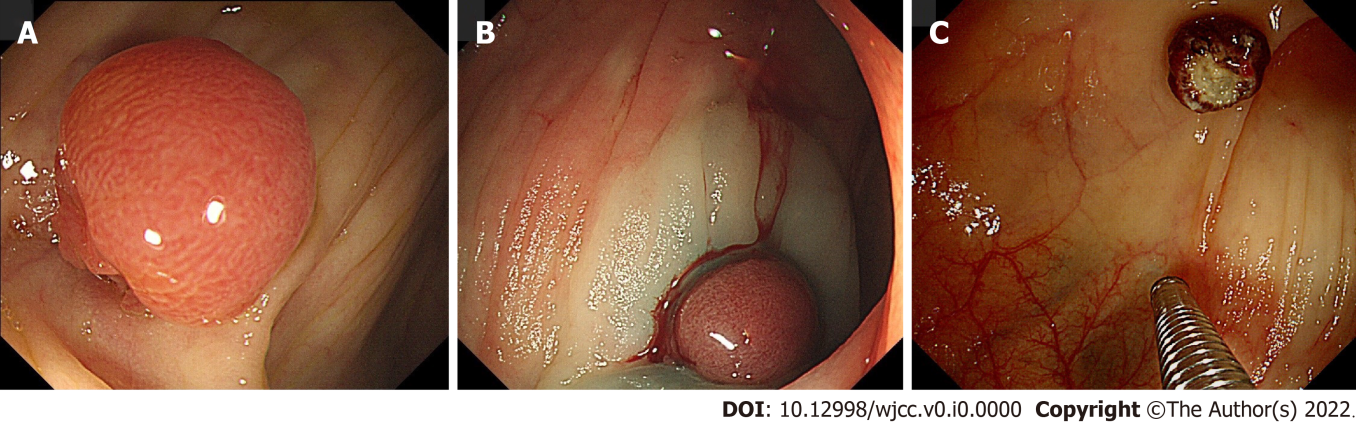 A
B
C
DOI: 10.12998/wjcc.v0.i0.0000 Copyright ©The Author(s) 2022.